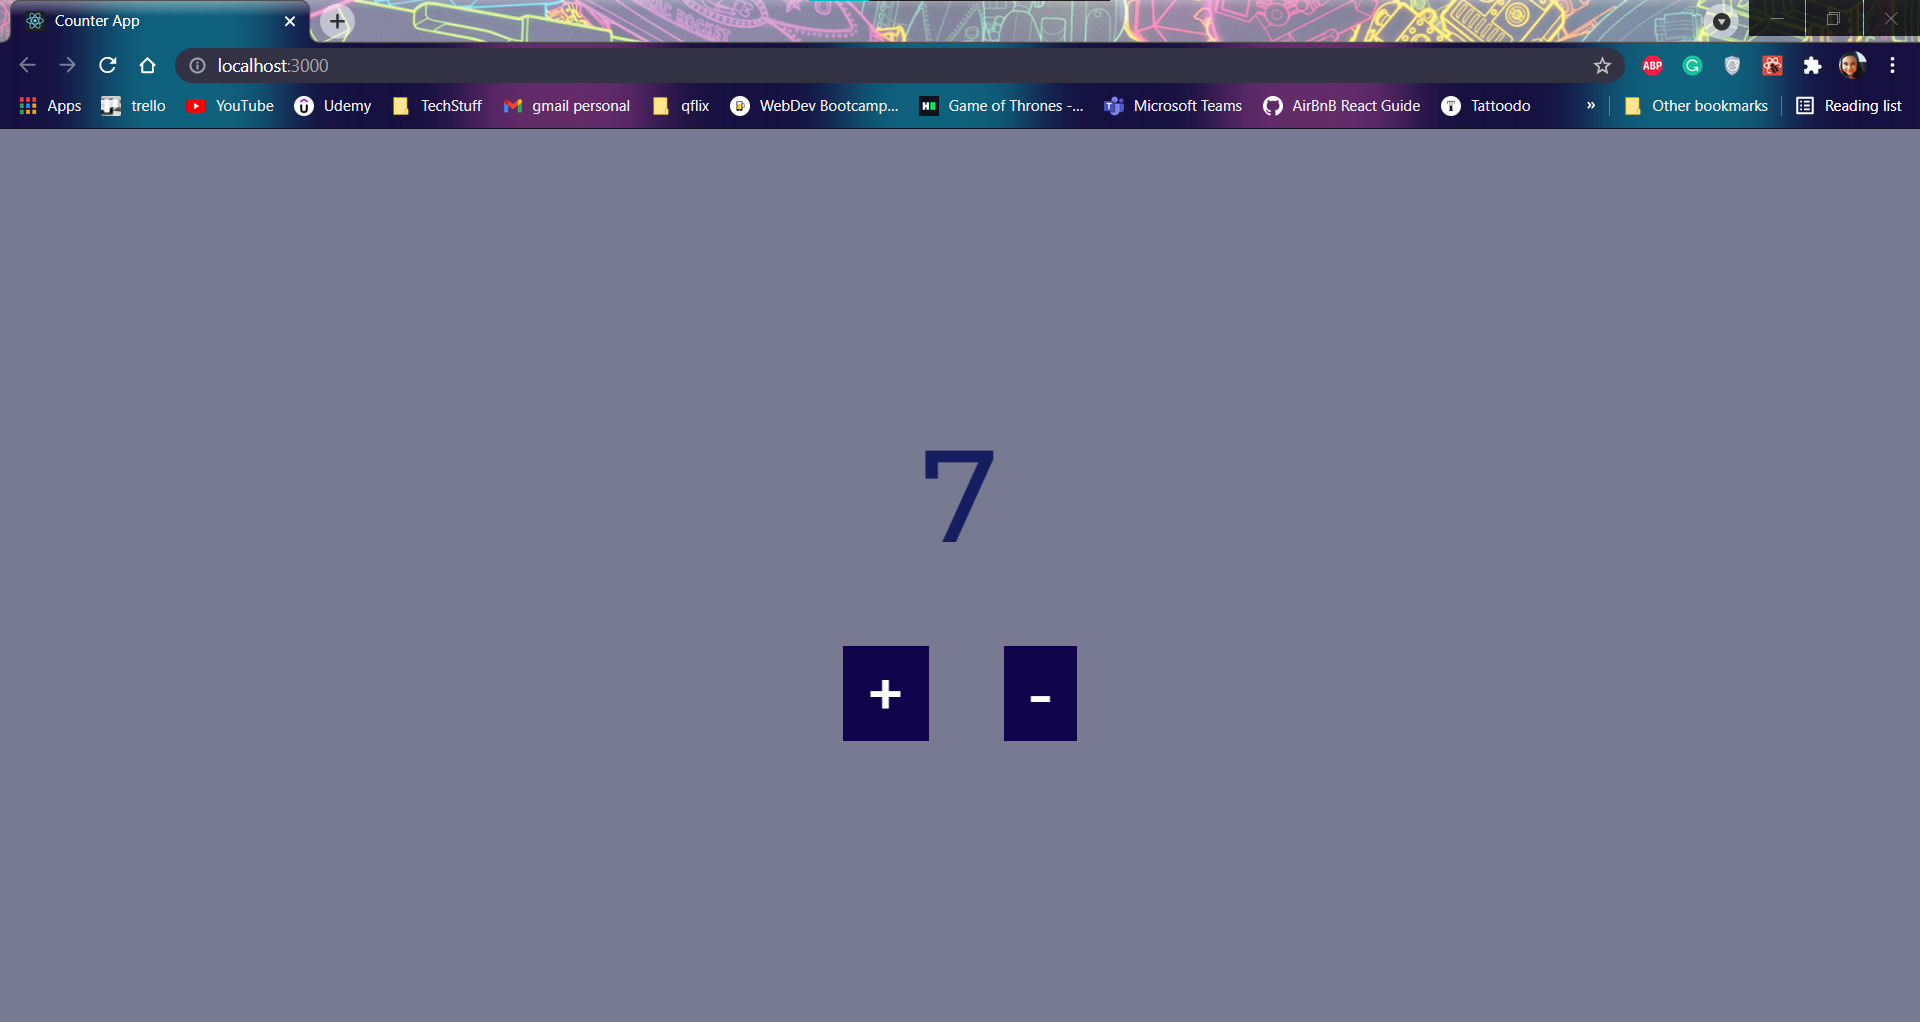 Counter App
localhost:3000
ABP
Apps trello YouTube Udemy TechStuff gmail personal qflix WebDev Bootcamp... Game of Thrones -... Microsoft Teams AirBnB React Guide Tattoodo » Other bookmarks Reading list
7
+ -